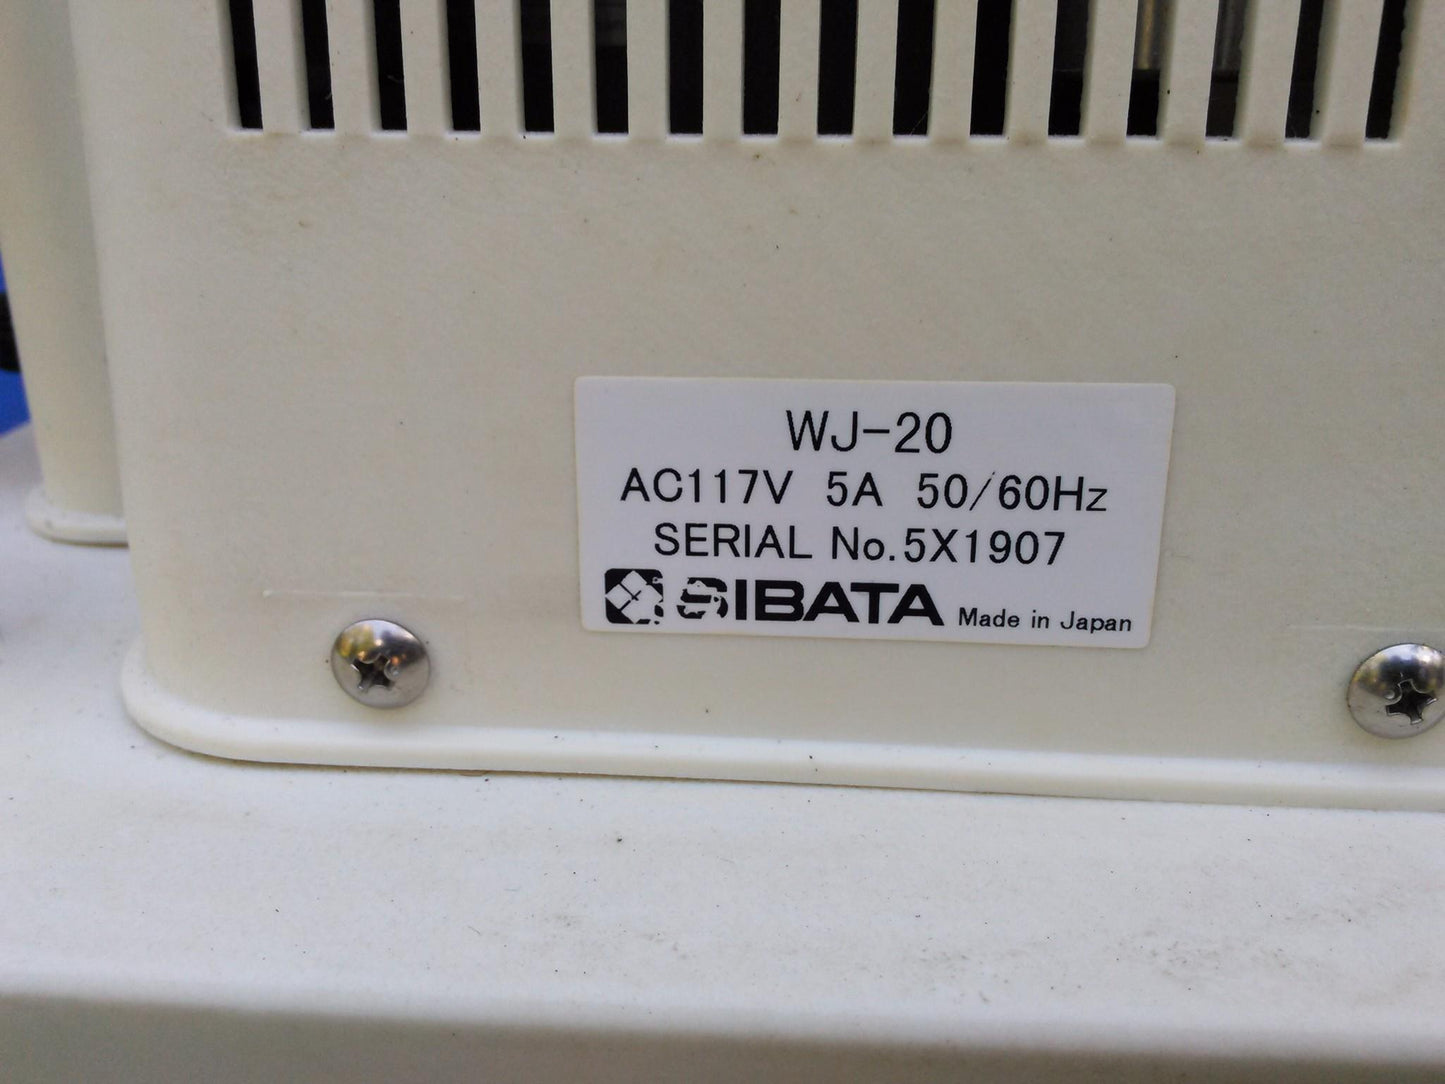 WJ-20
AC117V 5A 50/60Hz
SERIAL No.5X1907
SIBATA Made in Japan